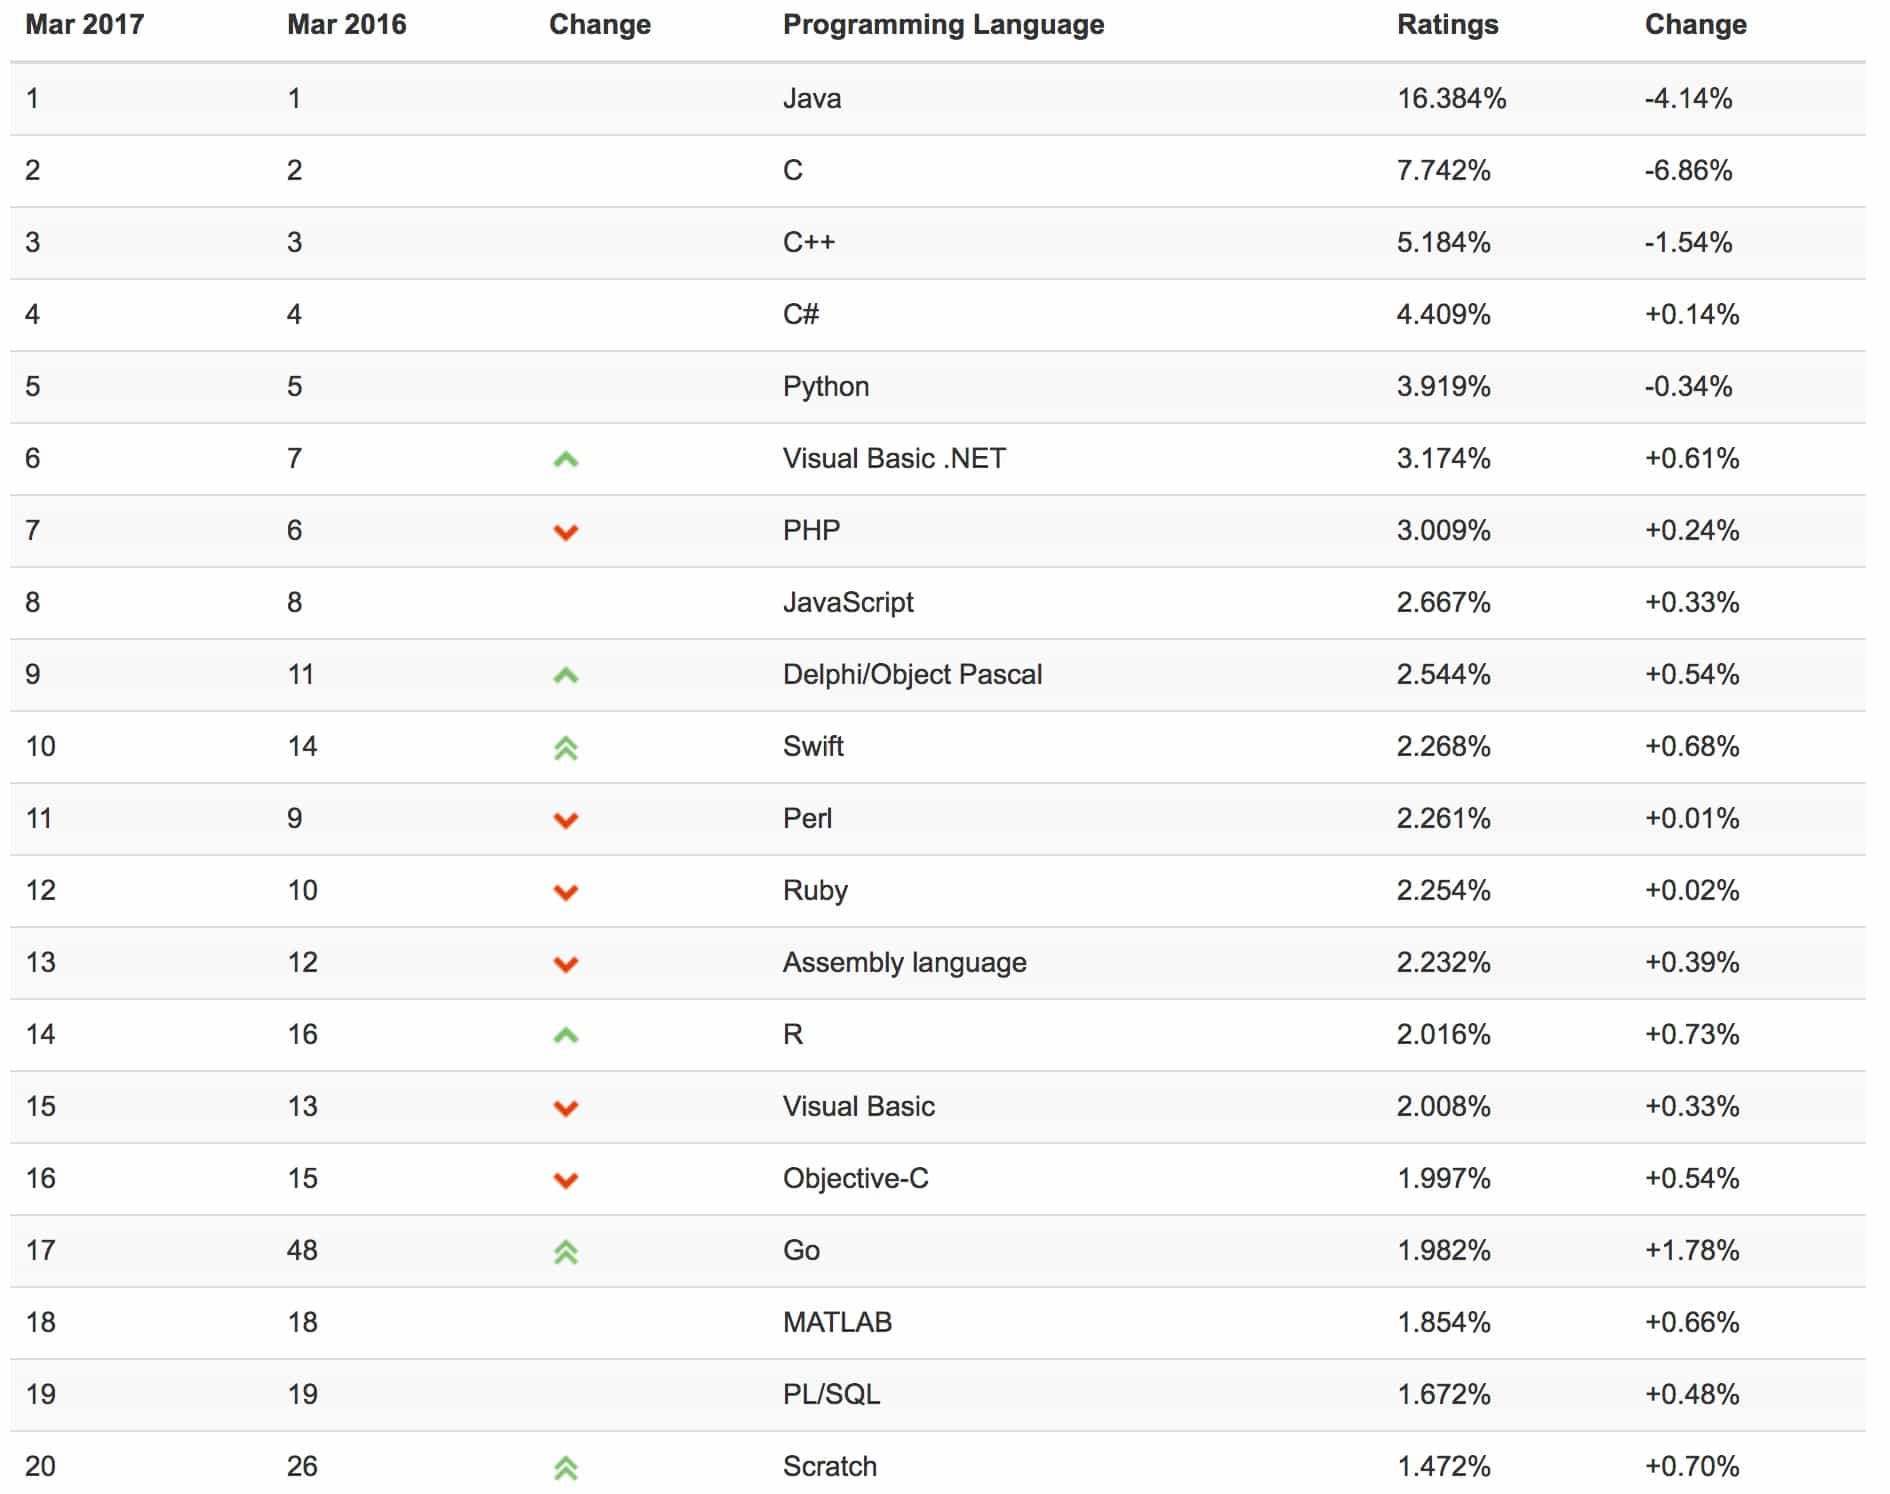 Mar 2017 Mar 2016 Change Programming Language Ratings Change
1 1 Java 16.384% -4.14%
2 2 C 7.742% -6.86%
3 3 C++ 5.184% -1.54%
4 4 C# 4.409% +0.14%
5 5 Python 3.919% -0.34%
6 7 Visual Basic .NET 3.174% +0.61%
7 6 PHP 3.009% +0.24%
8 8 JavaScript 2.667% +0.33%
9 11 Delphi/Object Pascal 2.544% +0.54%
10 14 Swift 2.268% +0.68%
11 9 Perl 2.261% +0.01%
12 10 Ruby 2.254% +0.02%
13 12 Assembly language 2.232% +0.39%
14 16 R 2.016% +0.73%
15 13 Visual Basic 2.008% +0.33%
16 15 Objective-C 1.997% +0.54%
17 48 Go 1.982% +1.78%
18 18 MATLAB 1.854% +0.66%
19 19 PL/SQL 1.672% +0.48%
20 26 Scratch 1.472% +0.70%